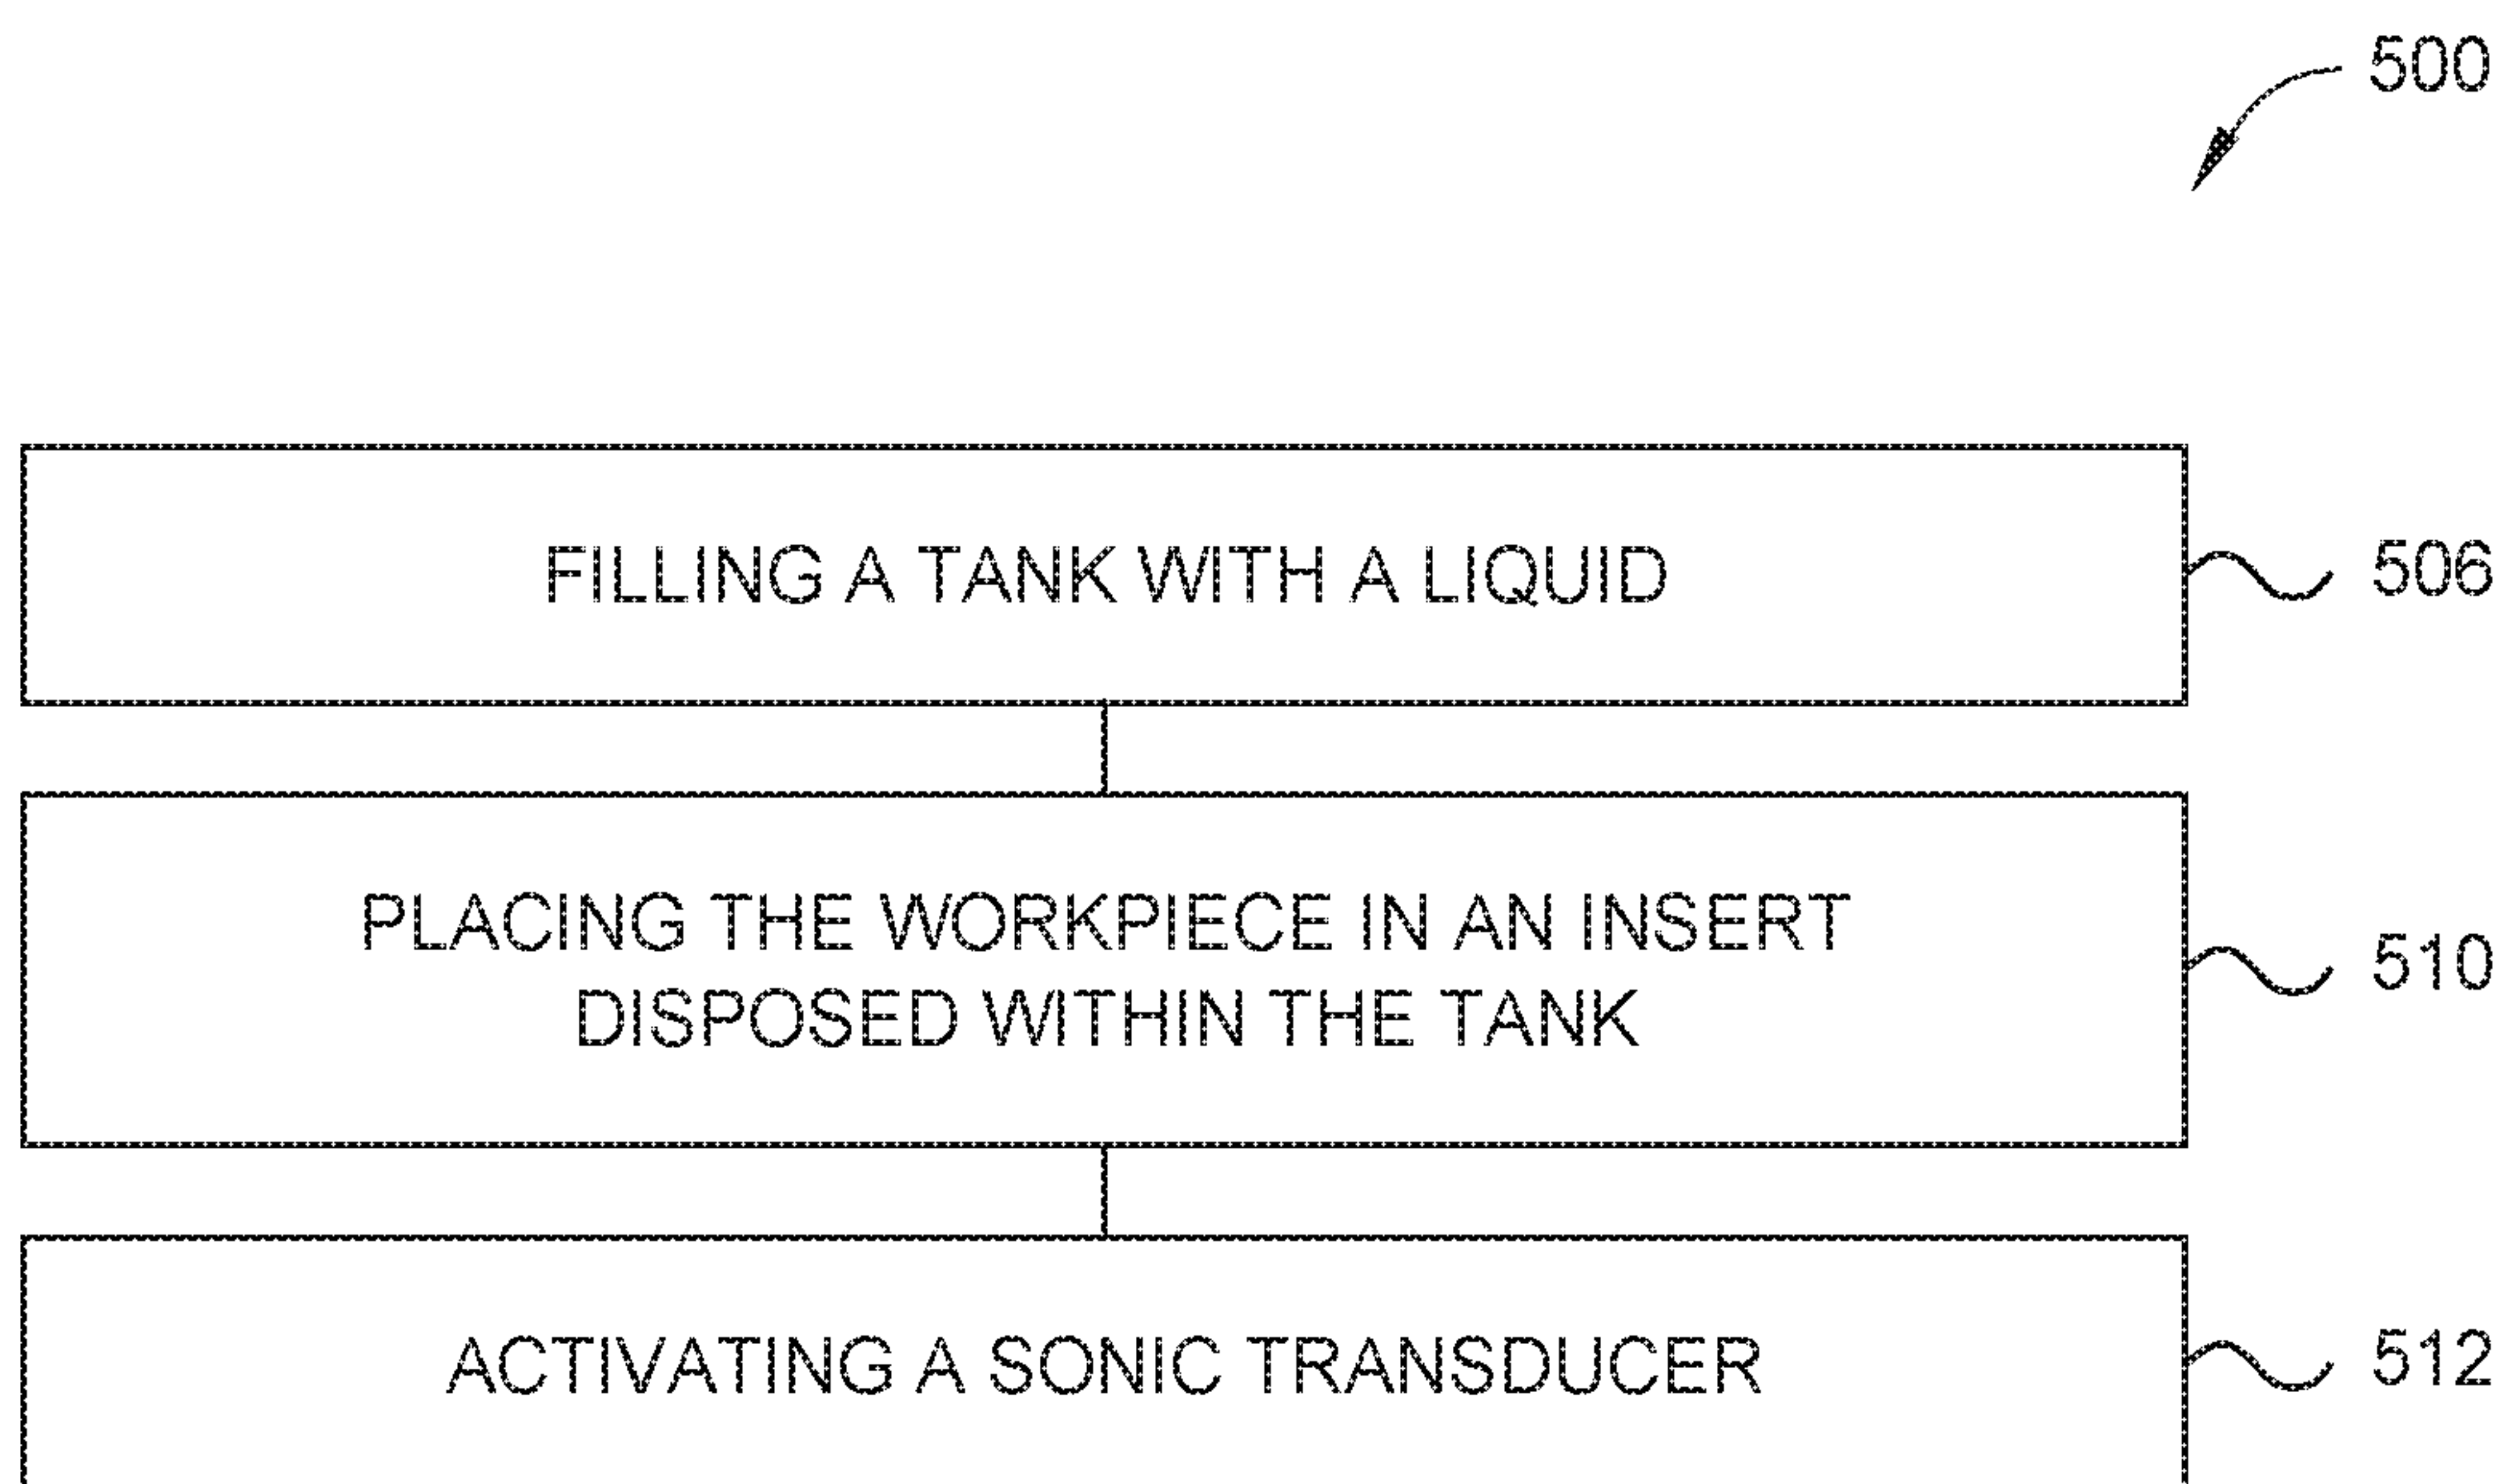 500
FILLING A TANK WITH A LIQUID
506
PLACING THE WORKPIECE IN AN INSERT
DISPOSED WITHIN THE TANK
510
ACTIVATING A SONIC TRANSDUCER
512